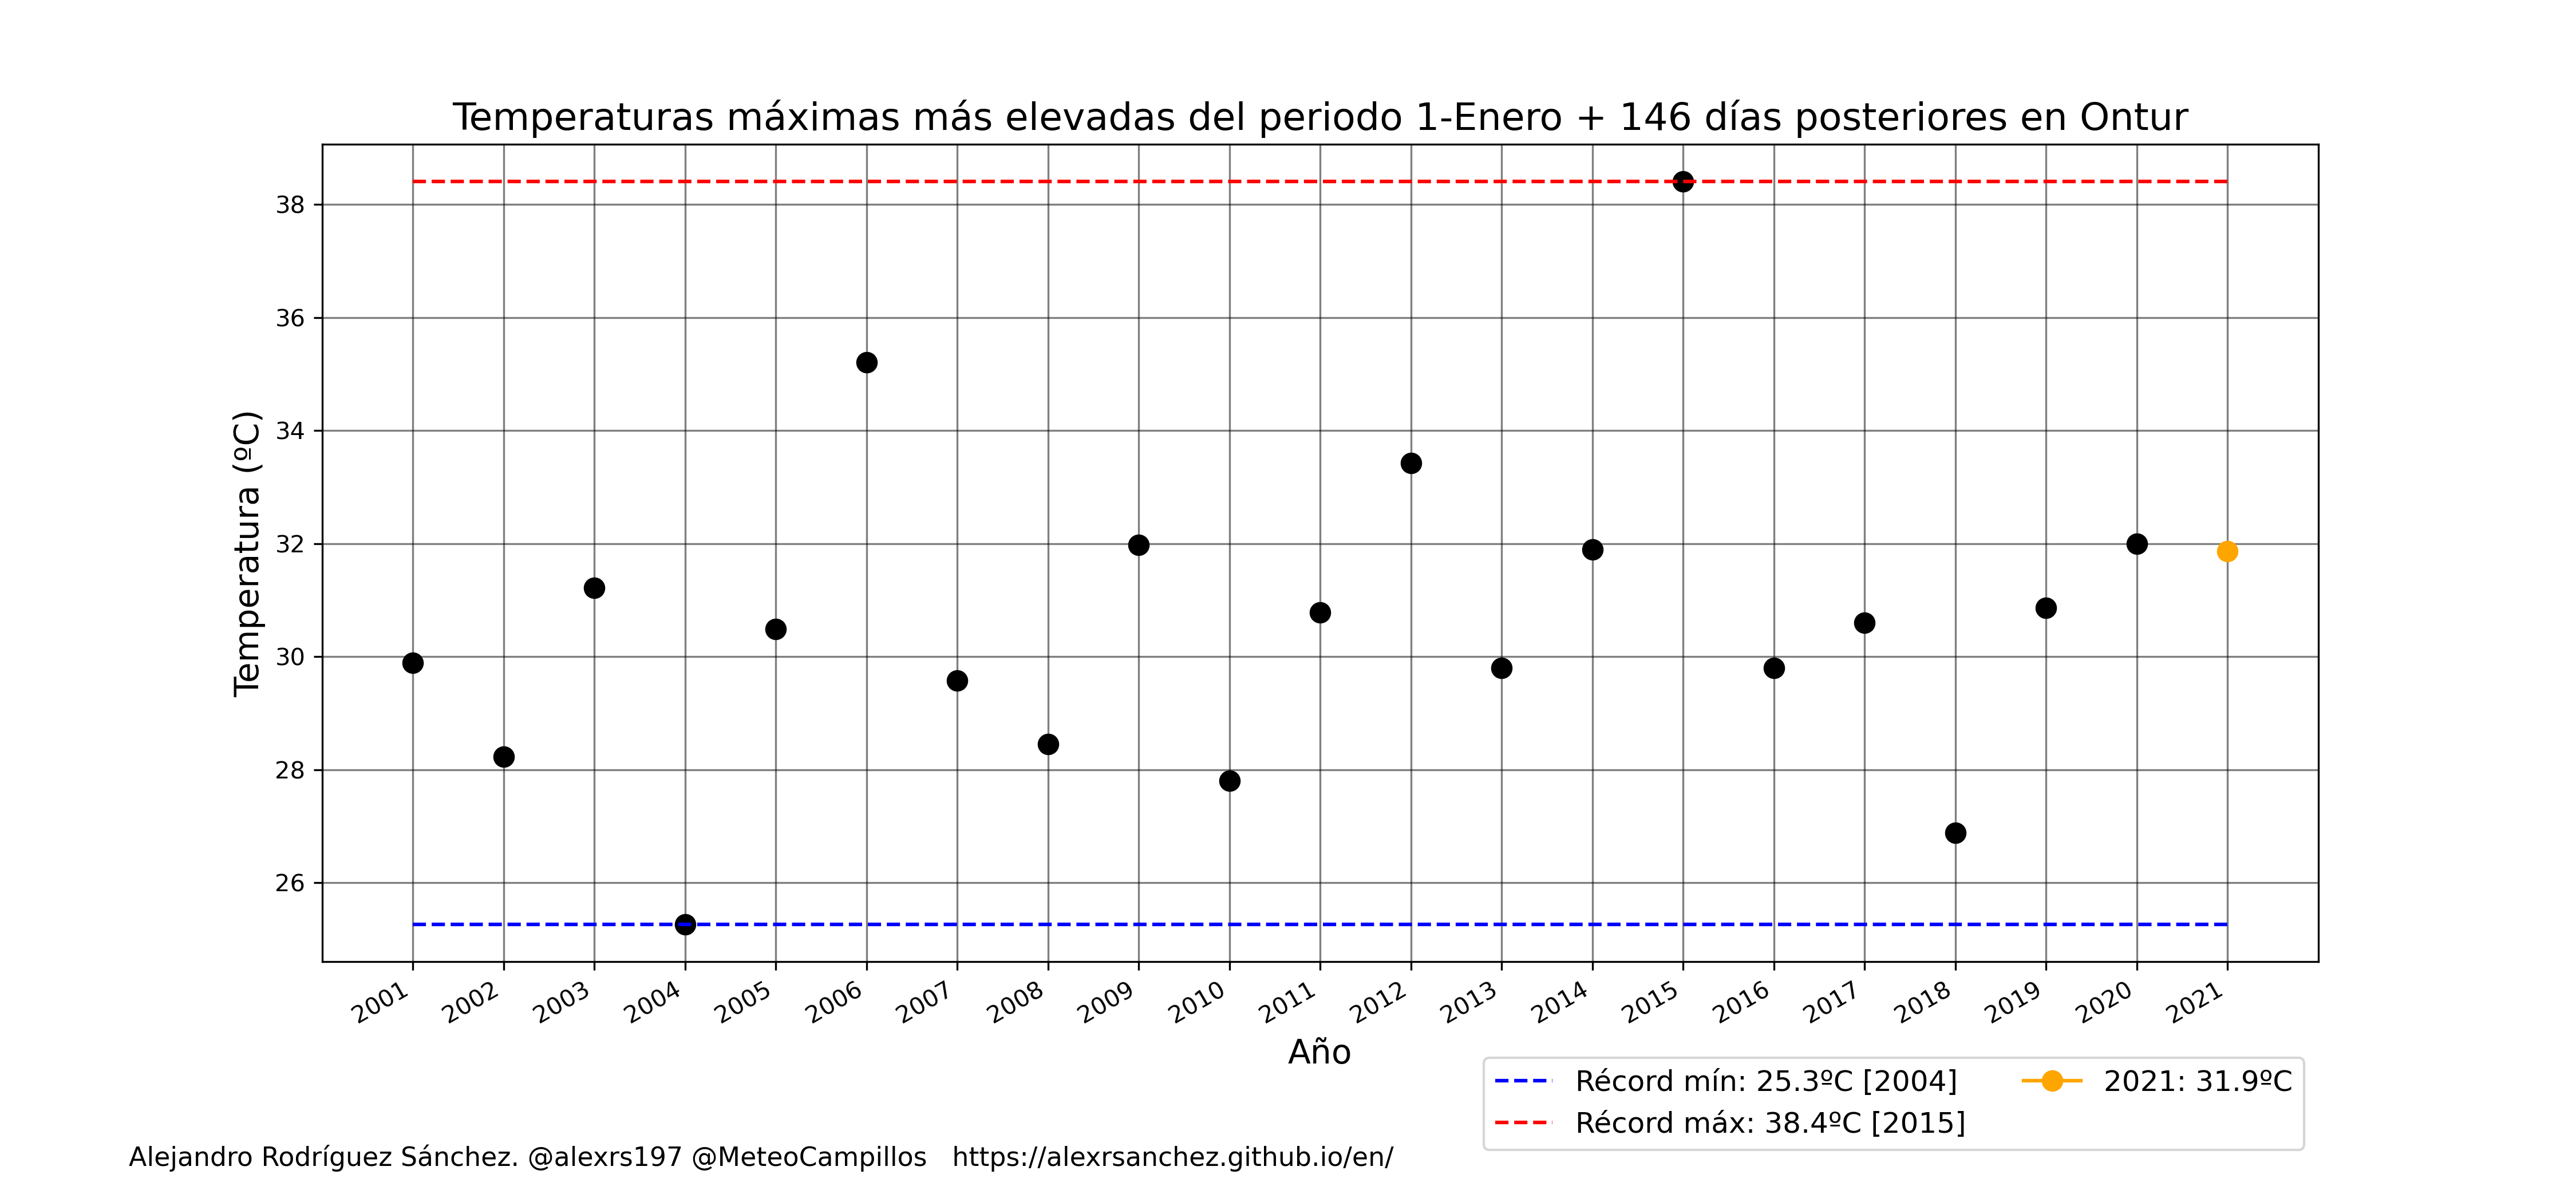 Temperaturas máximas más elevadas del periodo 1-Enero + 146 días posteriores en Ontur
Temperatura (ºC)
38
36
34
32
30
28
26
2001 2002 2003 2004 2005 2006 2007 2008 2009 2010 2011 2012 2013 2014 2015 2016 2017 2018 2019 2020 2021
Año
Récord mín: 25.3ºC [2004]
Récord máx: 38.4ºC [2015]
2021: 31.9ºC
Alejandro Rodríguez Sánchez. @alexrs197 @MeteoCampillos https://alexrsanchez.github.io/en/